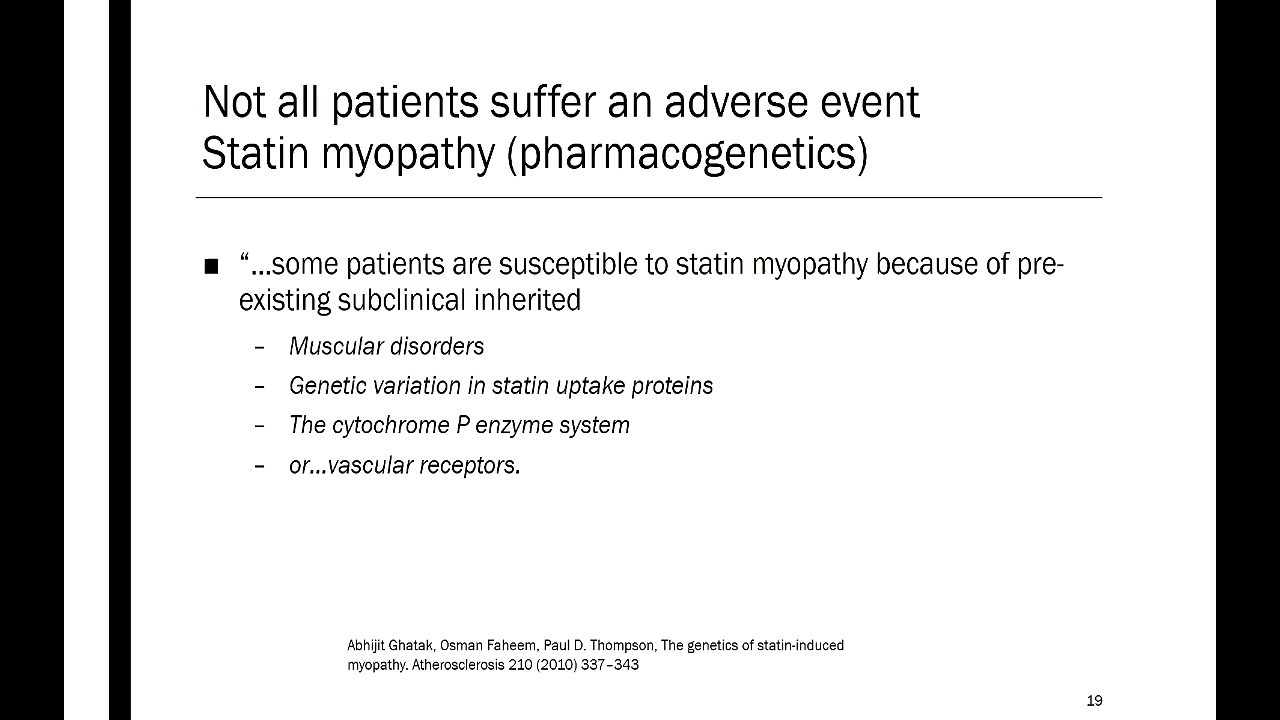 Not all patients suffer an adverse event
Statin myopathy (pharmacogenetics)
■ “...some patients are susceptible to statin myopathy because of pre-
existing subclinical inherited
– Muscular disorders
– Genetic variation in statin uptake proteins
– The cytochrome P enzyme system
– or...vascular receptors.
Abhijit Ghatak, Osman Faheem, Paul D. Thompson, The genetics of statin-induced
myopathy. Atherosclerosis 210 (2010) 337–343
19